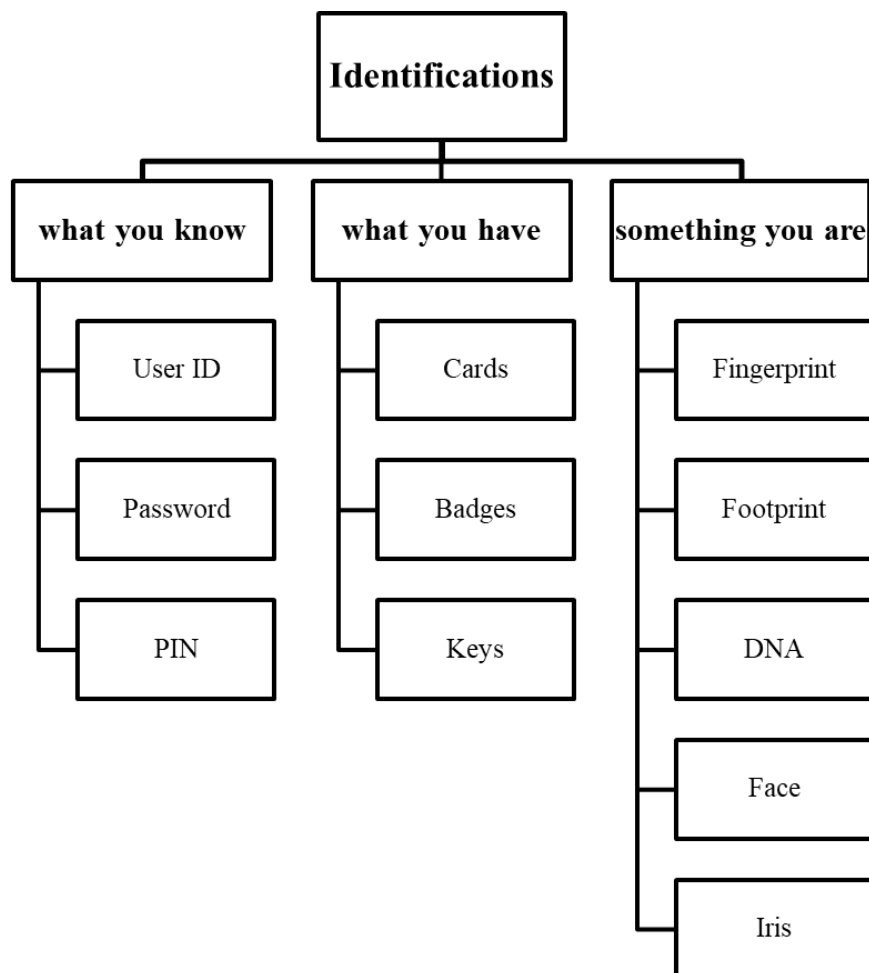 Identifications
what you know
what you have
something you are
User ID
Cards
Fingerprint
Password
Badges
Footprint
PIN
Keys
DNA
Face
Iris